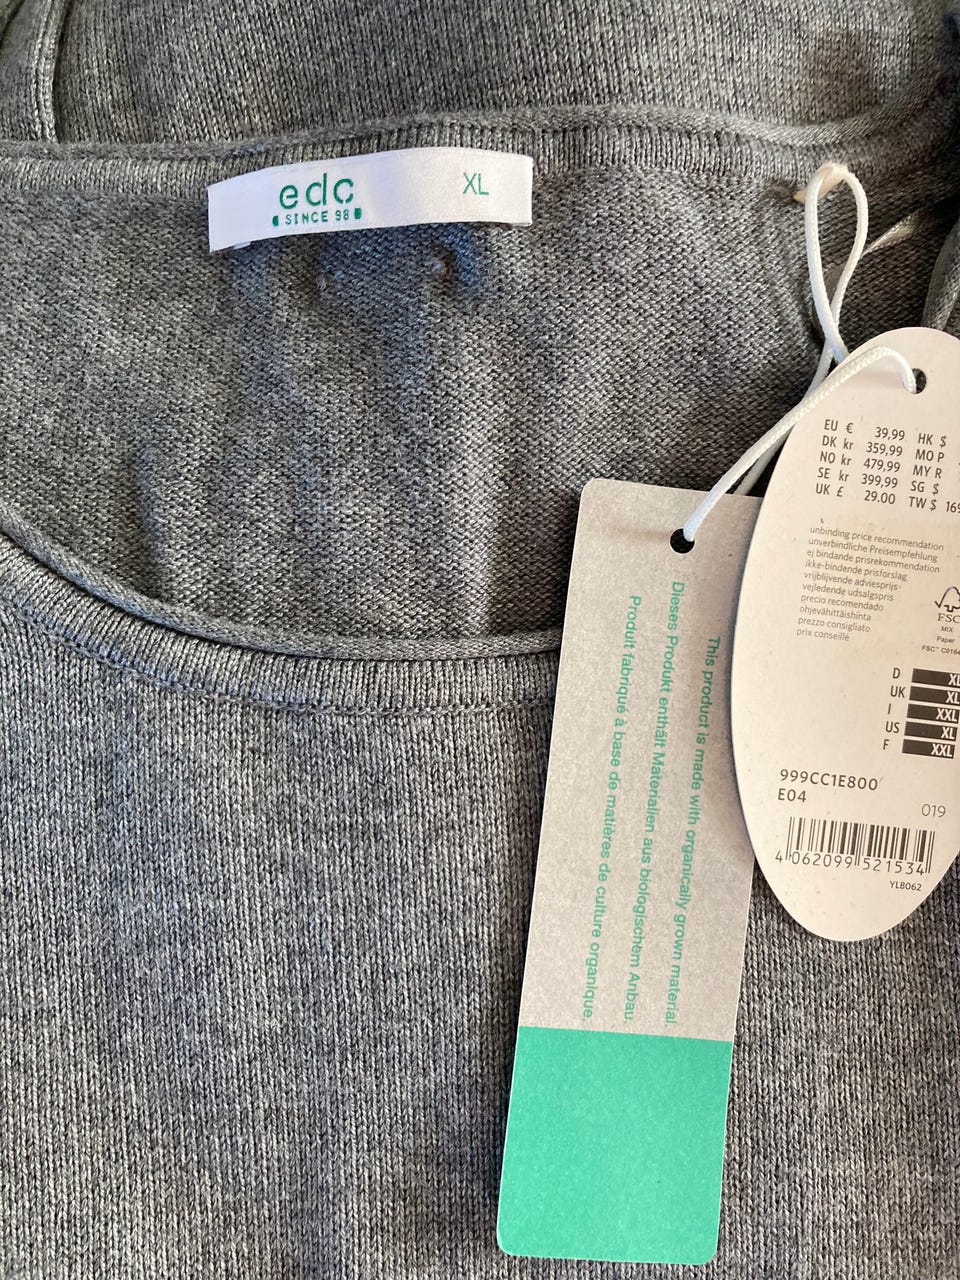 edc
SINCE 98
XL
EU € 39,99 HK $
DK kr 359,99 MO P
NO kr 479,99 MY R
SE kr 399,99 SG $
UK £ 29.00 TW $ 169
unbinding price recommendation
unverbindliche Preisempfehlung
ej bindande prisrekommendation
ikke-bindende prisforslag
vrijblijvende adviesprijs
vejledende udsalgspris
precio recomendado
ohjevähittäishinta
prezzo consigliato
prix conseillé
FSC
MIX
Paper
FSC® C0164
D XL
UK XL
I XXL
US XL
F XXL
999CC1E800
E04
019
4 062099 521534
YLB062
This product is made with organically grown material.
Dieses Produkt enthält Materialien aus biologischem Anbau.
Produit fabriqué à base de matières de culture organique.